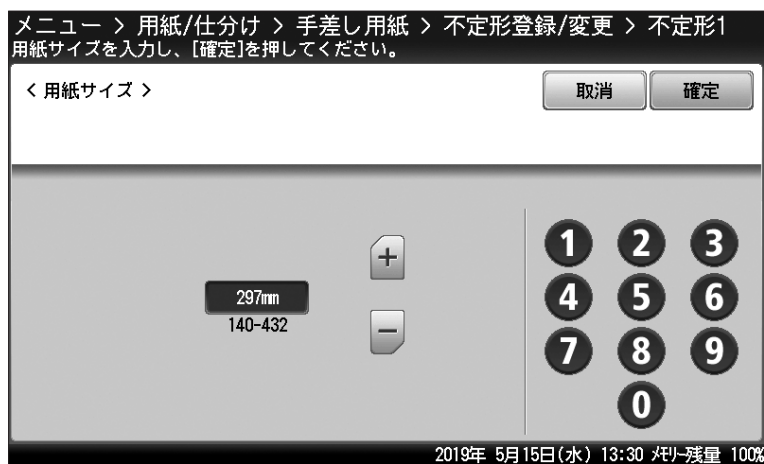 メニュー > 用紙/仕分け > 手差し用紙 > 不定形登録/変更 > 不定形1
用紙サイズを入力し、[確定]を押してください。
< 用紙サイズ >
取消
確定
+
297mm
140-432
-
1 2 3
4 5 6
7 8 9
0
2019年 5月15日(水) 13:30 メモリー残量 100%